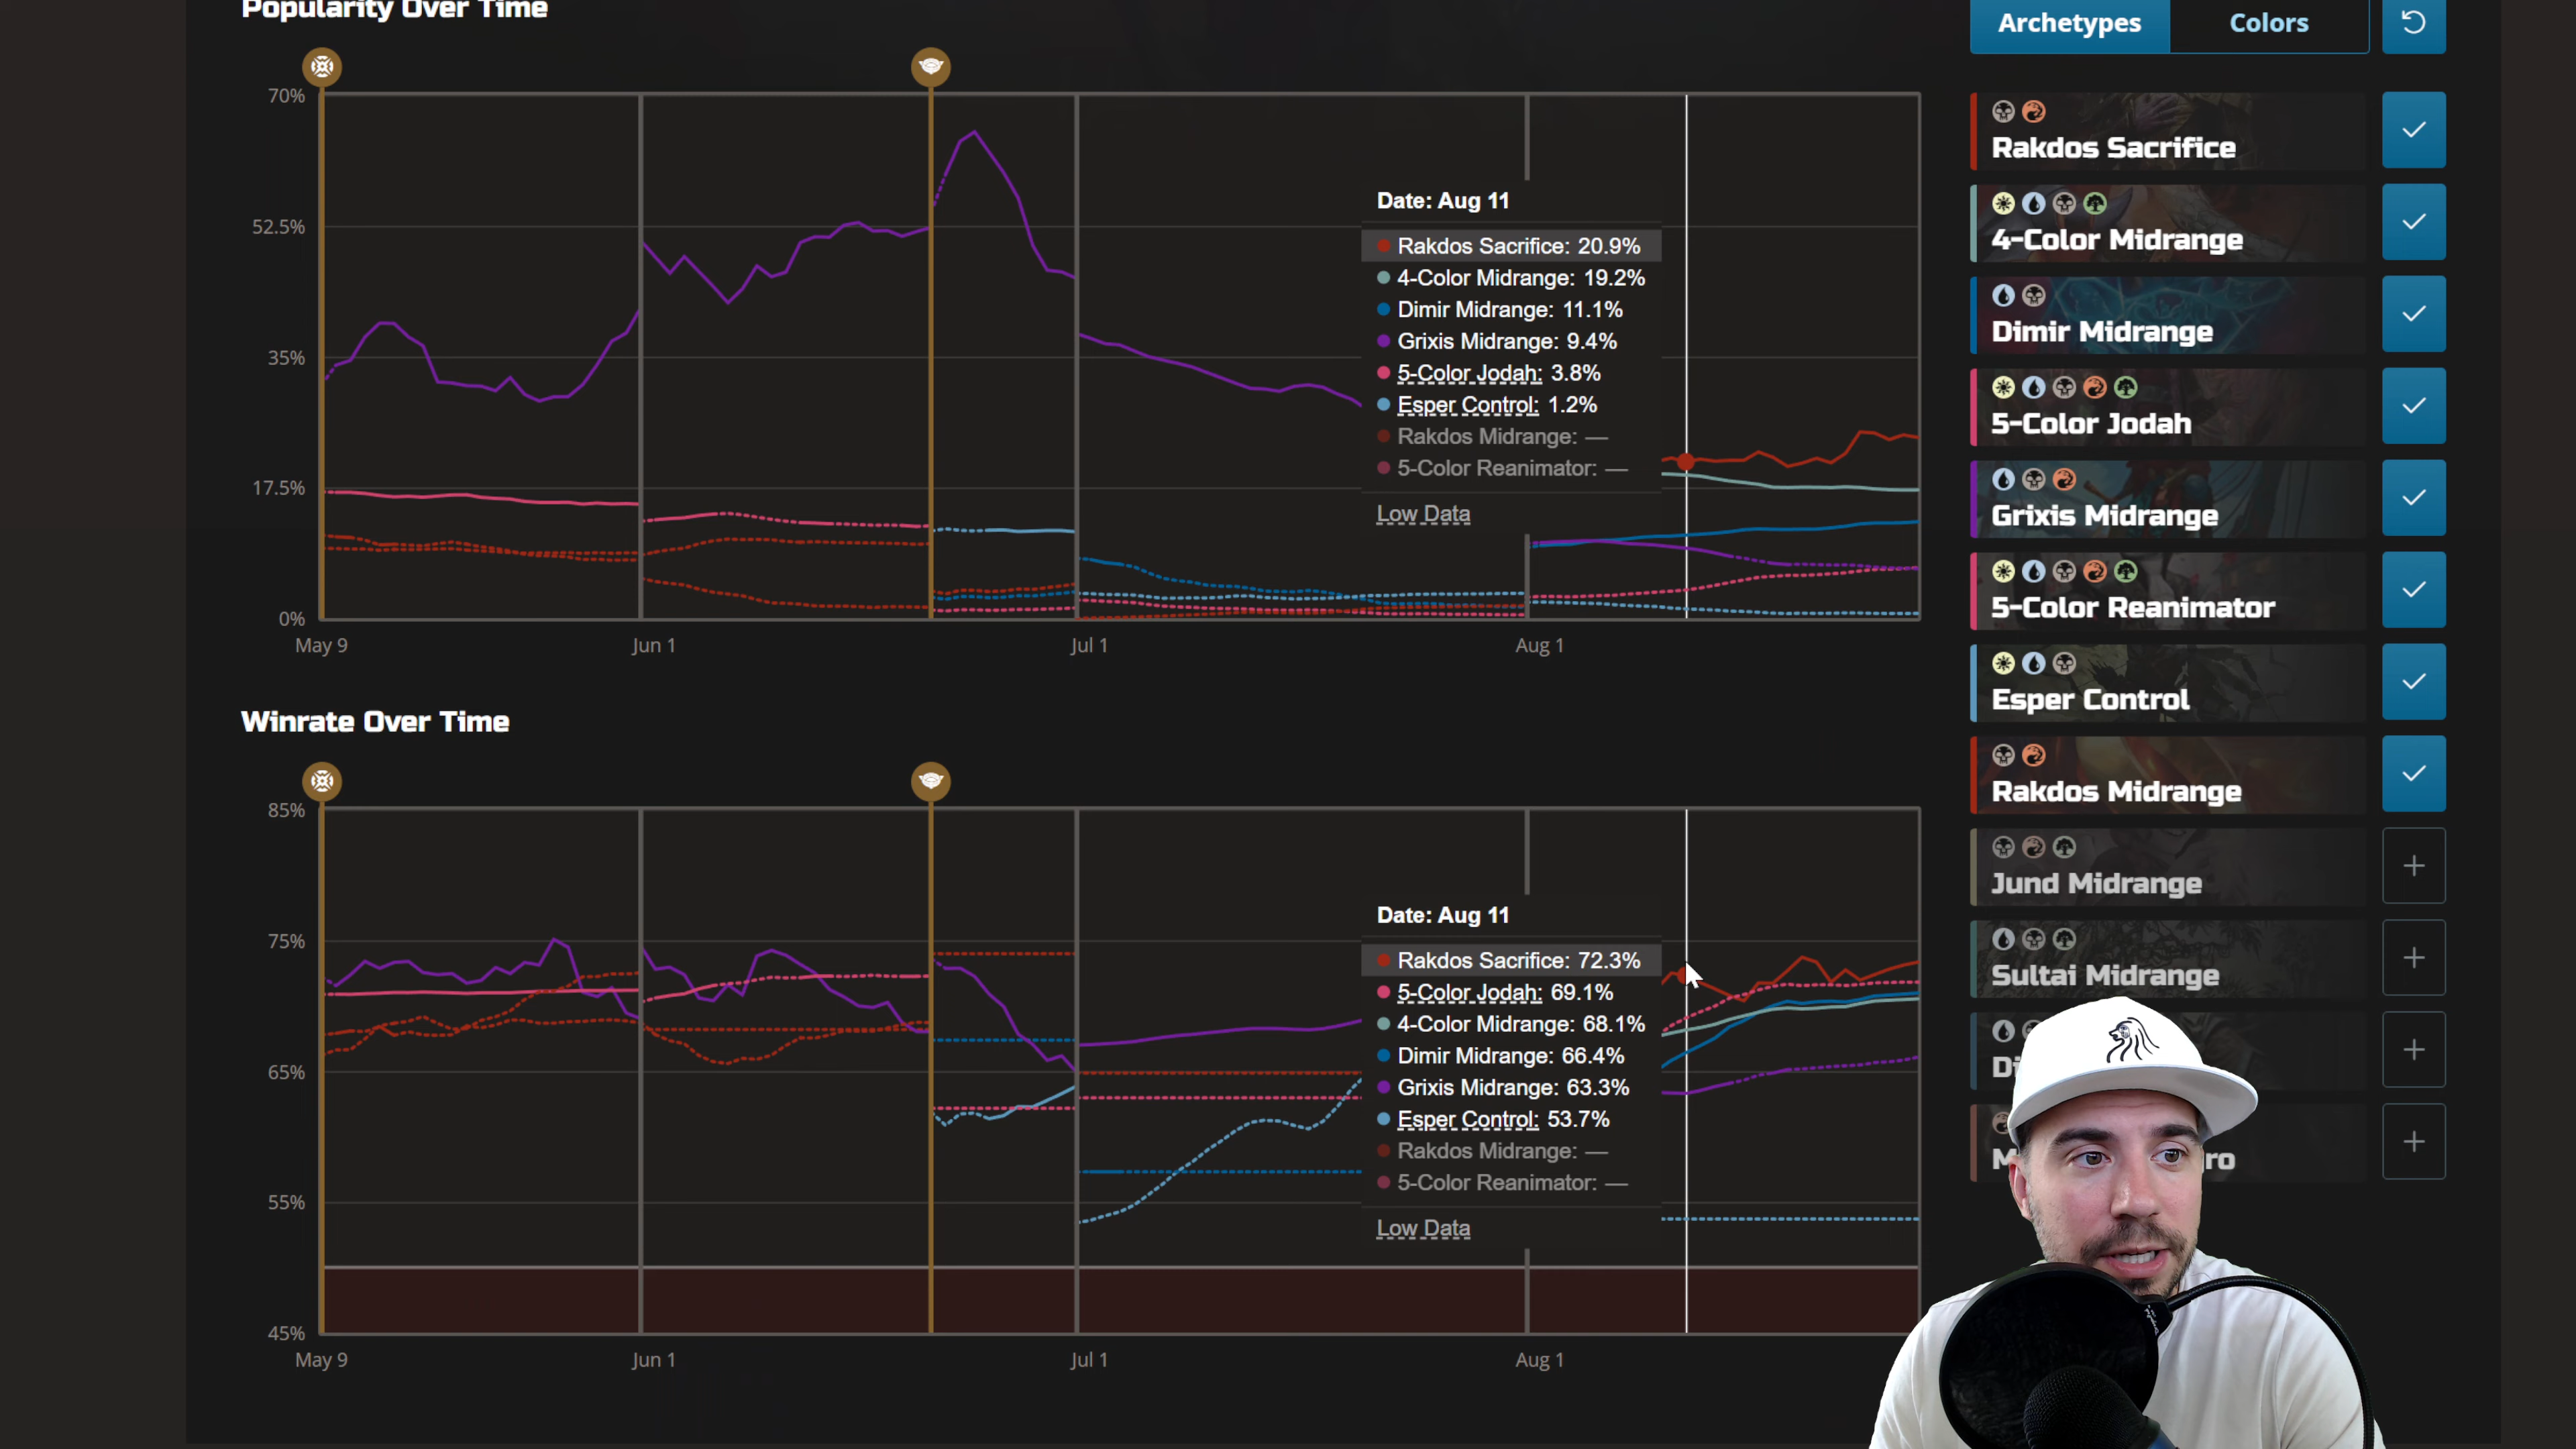 Popularity Over Time
70%
52.5%
35%
17.5%
0%
May 9
Jun 1
Jul 1
Aug 1
Date: Aug 11
Rakdos Sacrifice: 20.9%
4-Color Midrange: 19.2%
Dimir Midrange: 11.1%
Grixis Midrange: 9.4%
5-Color Jodah: 3.8%
Esper Control: 1.2%
Rakdos Midrange: —
5-Color Reanimator: —
Low Data
Winrate Over Time
85%
75%
65%
55%
45%
May 9
Jun 1
Jul 1
Aug 1
Date: Aug 11
Rakdos Sacrifice: 72.3%
5-Color Jodah: 69.1%
4-Color Midrange: 68.1%
Dimir Midrange: 66.4%
Grixis Midrange: 63.3%
Esper Control: 53.7%
Rakdos Midrange: —
5-Color Reanimator: —
Low Data
Archetypes
Colors
Rakdos Sacrifice
4-Color Midrange
Dimir Midrange
5-Color Jodah
Grixis Midrange
5-Color Reanimator
Esper Control
Rakdos Midrange
Jund Midrange
Sultai Midrange